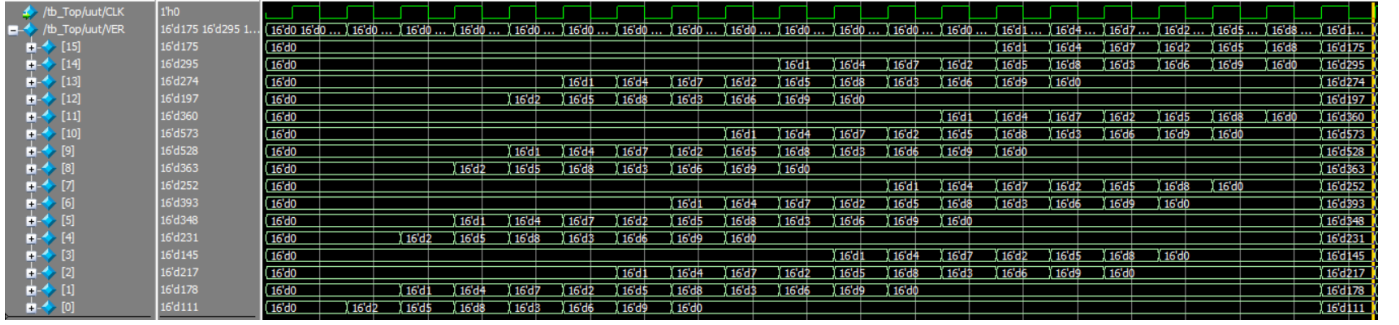 /tb_Top/uut/CLK 1'h0
/tb_Top/uut/VER 16'd175 16'd295 1... 16'd0 16'd0 ... 16'd0 ... 16'd0 ... 16'd0 ... 16'd0 ... 16'd0 ... 16'd0 ... 16'd0 ... 16'd0 ... 16'd0 ... 16'd0 ... 16'd0 ... 16'd0 ... 16'd1... 16'd4... 16'd7... 16'd2... 16'd5... 16'd8... 16'd1...
[15] 16'd175 16'd0 16'd1 16'd4 16'd7 16'd2 16'd5 16'd8 16'd175
[14] 16'd295 16'd0 16'd1 16'd4 16'd7 16'd2 16'd5 16'd8 16'd3 16'd6 16'd9 16'd0 16'd295
[13] 16'd274 16'd0 16'd1 16'd4 16'd7 16'd2 16'd5 16'd8 16'd3 16'd6 16'd9 16'd0 16'd274
[12] 16'd197 16'd0 16'd2 16'd5 16'd8 16'd3 16'd6 16'd9 16'd0 16'd197
[11] 16'd360 16'd0 16'd1 16'd4 16'd7 16'd2 16'd5 16'd8 16'd0 16'd360
[10] 16'd573 16'd0 16'd1 16'd4 16'd7 16'd2 16'd5 16'd8 16'd3 16'd6 16'd9 16'd0 16'd573
[9] 16'd528 16'd0 16'd1 16'd4 16'd7 16'd2 16'd5 16'd8 16'd3 16'd6 16'd9 16'd0 16'd528
[8] 16'd363 16'd0 16'd2 16'd5 16'd8 16'd3 16'd6 16'd9 16'd0 16'd363
[7] 16'd252 16'd0 16'd1 16'd4 16'd7 16'd2 16'd5 16'd8 16'd0 16'd252
[6] 16'd393 16'd0 16'd1 16'd4 16'd7 16'd2 16'd5 16'd8 16'd3 16'd6 16'd9 16'd0 16'd393
[5] 16'd348 16'd0 16'd1 16'd4 16'd7 16'd2 16'd5 16'd8 16'd3 16'd6 16'd9 16'd0 16'd348
[4] 16'd231 16'd0 16'd2 16'd5 16'd8 16'd3 16'd6 16'd9 16'd0 16'd231
[3] 16'd145 16'd0 16'd1 16'd4 16'd7 16'd2 16'd5 16'd8 16'd0 16'd145
[2] 16'd217 16'd0 16'd1 16'd4 16'd7 16'd2 16'd5 16'd8 16'd3 16'd6 16'd9 16'd0 16'd217
[1] 16'd178 16'd0 16'd1 16'd4 16'd7 16'd2 16'd5 16'd8 16'd3 16'd6 16'd9 16'd0 16'd178
[0] 16'd111 16'd0 16'd2 16'd5 16'd8 16'd3 16'd6 16'd9 16'd0 16'd111